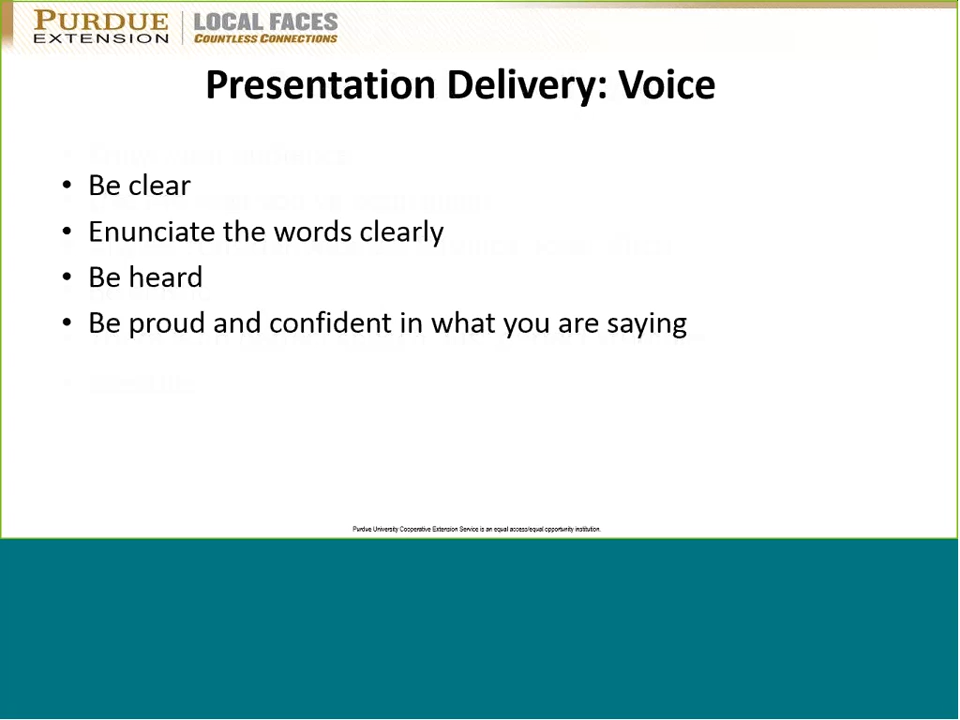 PURDUE
EXTENSION
LOCAL FACES
COUNTLESS CONNECTIONS
Presentation Delivery: Voice
• Be clear
• Enunciate the words clearly
• Be heard
• Be proud and confident in what you are saying
Purdue University Cooperative Extension Service is an equal access/equal opportunity institution.